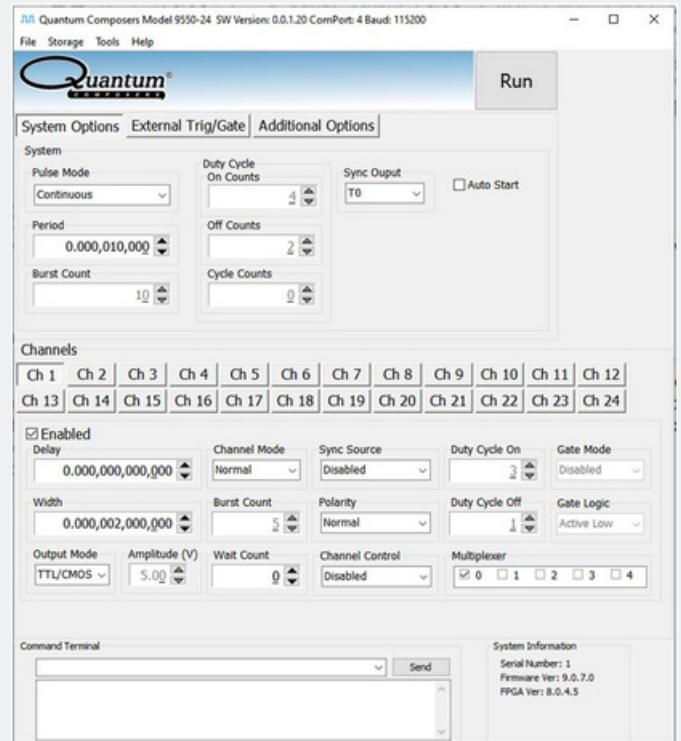 Quantum Composers Model 9550-24 SW Version: 0.0.1.20 ComPort: 4 Baud: 115200
File Storage Tools Help
Quantum®
COMPOSERS
Run
System Options External Trig/Gate Additional Options
System
Pulse Mode
Continuous
Period
0.000,010,000
Burst Count
10
Duty Cycle
On Counts
4
Off Counts
2
Cycle Counts
0
Sync Ouput
T0
Auto Start
Channels
Ch 1 Ch 2 Ch 3 Ch 4 Ch 5 Ch 6 Ch 7 Ch 8 Ch 9 Ch 10 Ch 11 Ch 12
Ch 13 Ch 14 Ch 15 Ch 16 Ch 17 Ch 18 Ch 19 Ch 20 Ch 21 Ch 22 Ch 23 Ch 24
Enabled
Delay Channel Mode Sync Source Duty Cycle On Gate Mode
0.000,000,000,000 Normal Disabled 3 Disabled
Width Burst Count Polarity Duty Cycle Off Gate Logic
0.000,002,000,000 5 Normal 1 Active Low
Output Mode Amplitude (V) Wait Count Channel Control Multiplexer
TTL/CMOS 5.00 0 Disabled 0 1 2 3 4
Command Terminal
Send
System Information
Serial Number: 1
Firmware Ver: 9.0.7.0
FPGA Ver: 8.0.4.5